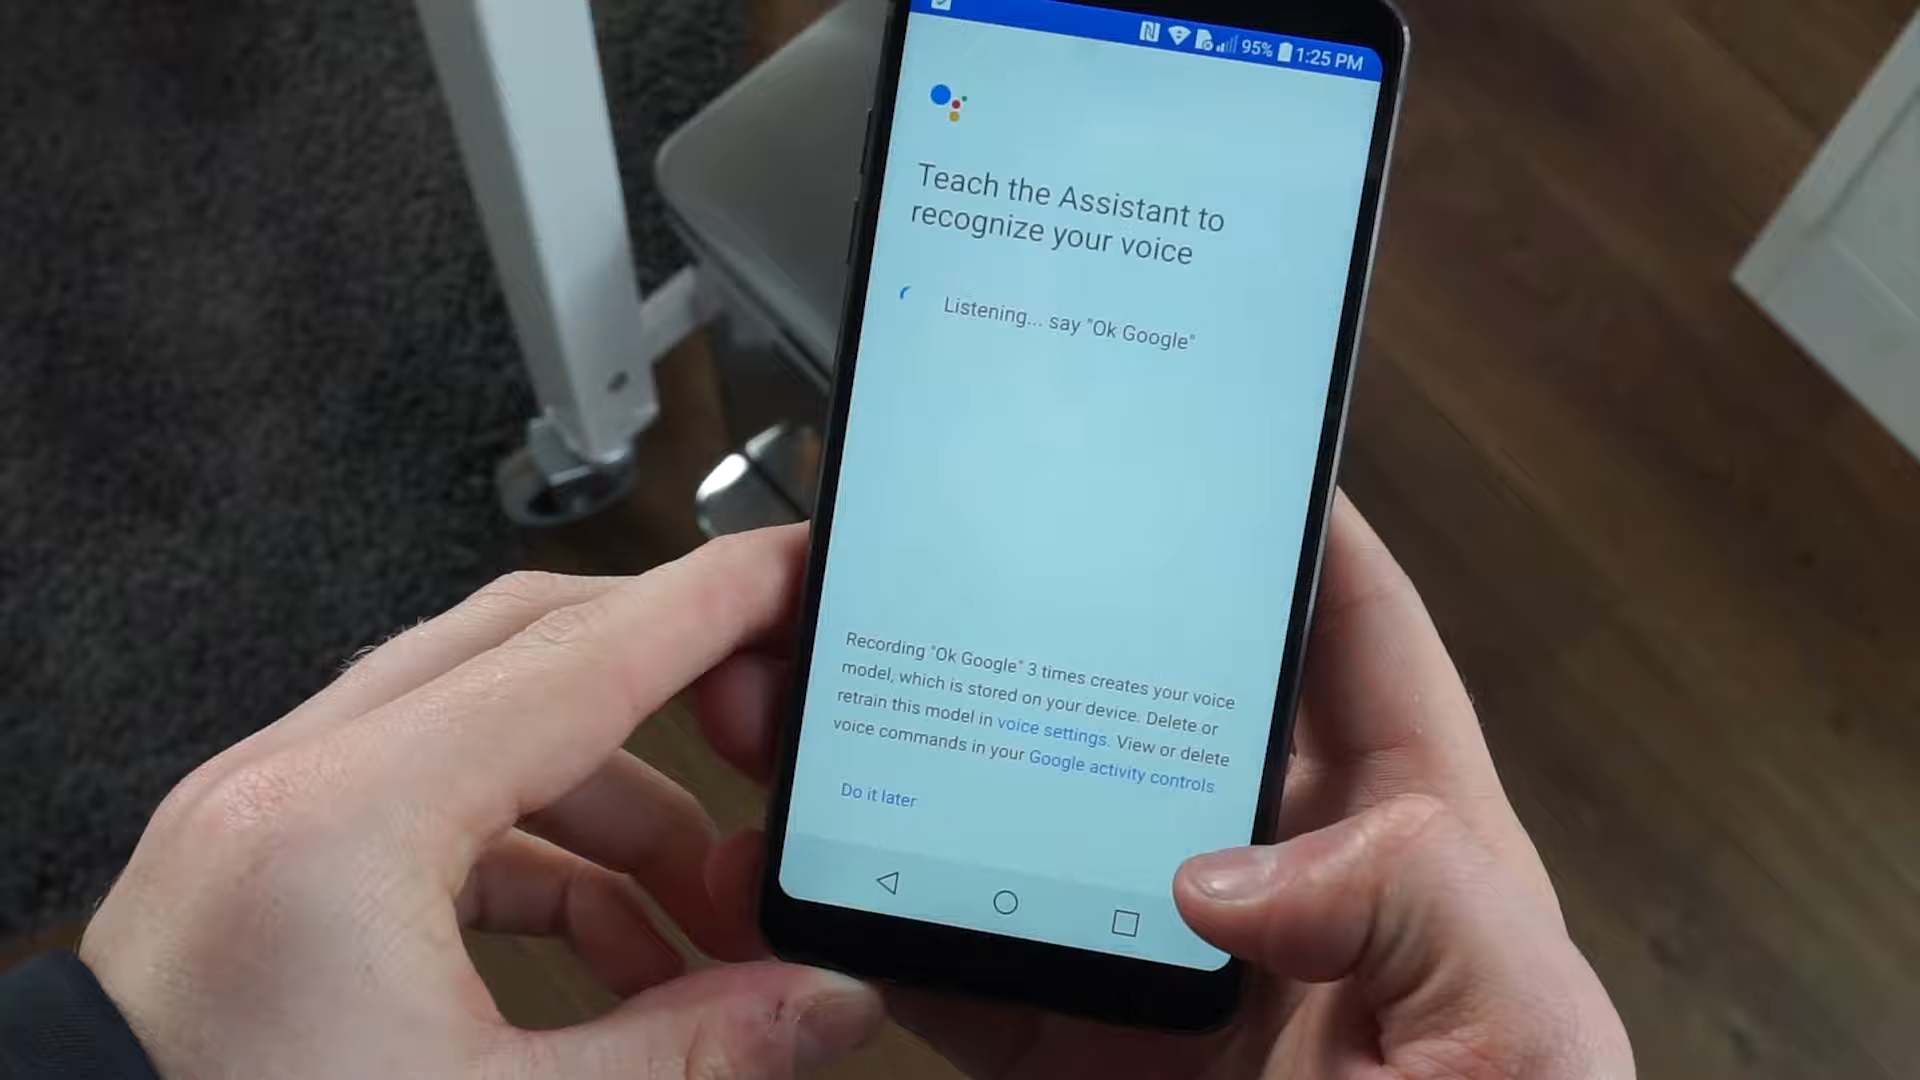 95% 1:25 PM
Teach the Assistant to
recognize your voice
Listening... say "Ok Google"
Recording "Ok Google" 3 times creates your voice
model, which is stored on your device. Delete or
retrain this model in voice settings. View or delete
voice commands in your Google activity controls.
Do it later